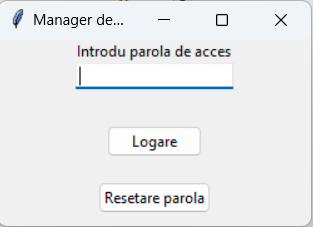 Manager de...
Introdu parola de acces
Logare
Resetare parola